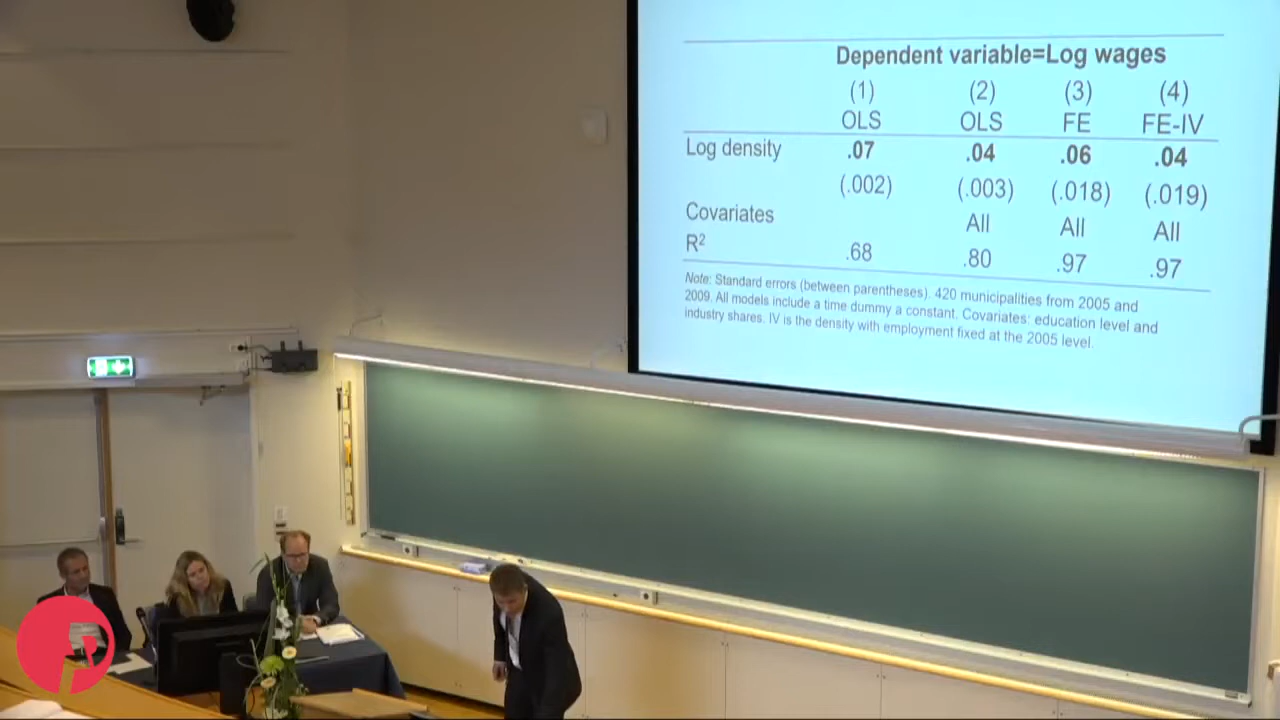 Dependent variable=Log wages
(1) (2) (3) (4)
OLS OLS FE FE-IV
Log density .07 .04 .06 .04
(.002) (.003) (.018) (.019)
Covariates All All All
R² .68 .80 .97 .97
Note: Standard errors (between parentheses). 420 municipalities from 2005 and
2009. All models include a time dummy a constant. Covariates: education level and
industry shares. IV is the density with employment fixed at the 2005 level.